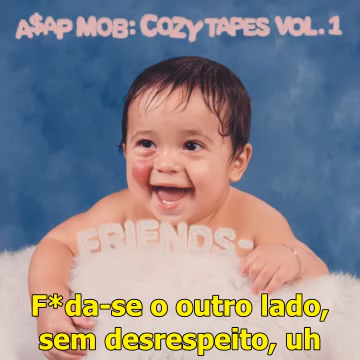 A$AP MOB: COZY TAPES VOL. 1
FRIENDS-
F*da-se o outro lado,
sem desrespeito, uh